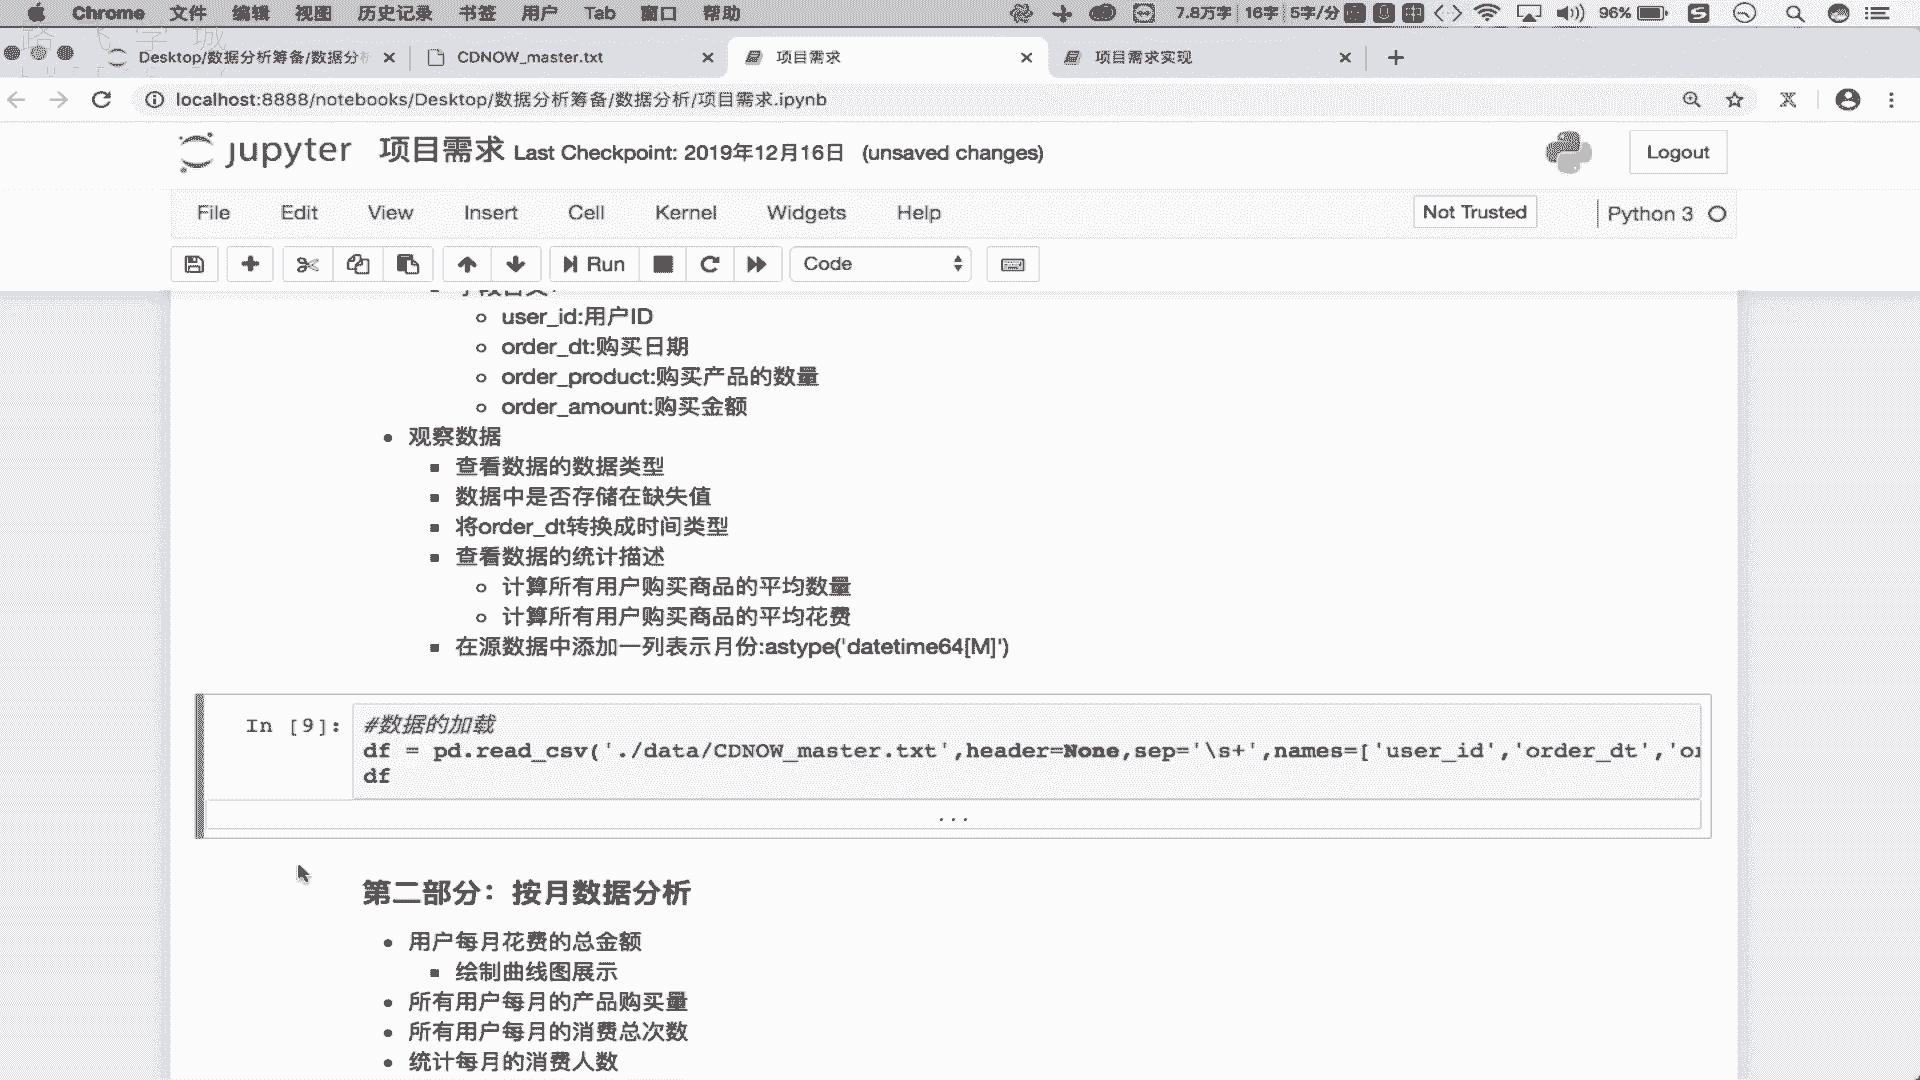 Chrome 文件 编辑 视图 历史记录 书签 用户 Tab 窗口 帮助 7.8万字 16字 5字/分 96%
Desktop/数据分析筹备/数据分 CDNOW_master.txt 项目需求 项目需求实现
localhost:8888/notebooks/Desktop/数据分析筹备/数据分析/项目需求.ipynb
jupyter 项目需求 Last Checkpoint: 2019年12月16日 (unsaved changes) Logout
File Edit View Insert Cell Kernel Widgets Help Not Trusted Python 3
Run Code
user_id:用户ID
order_dt:购买日期
order_product:购买产品的数量
order_amount:购买金额
观察数据
查看数据的数据类型
数据中是否存储在缺失值
将order_dt转换成时间类型
查看数据的统计描述
计算所有用户购买商品的平均数量
计算所有用户购买商品的平均花费
在源数据中添加一列表示月份:astype('datetime64[M]')
In [9]: #数据的加载
df = pd.read_csv('./data/CDNOW_master.txt',header=None,sep='\s+',names=['user_id','order_dt','or
df
...
第二部分：按月数据分析
用户每月花费的总金额
绘制曲线图展示
所有用户每月的产品购买量
所有用户每月的消费总次数
统计每月的消费人数